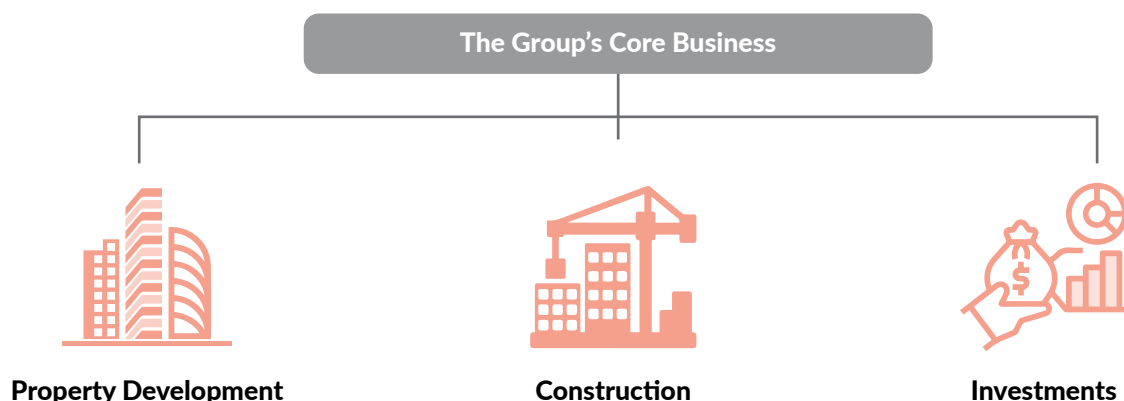 The Group’s Core Business
$
Property Development
Construction
Investments